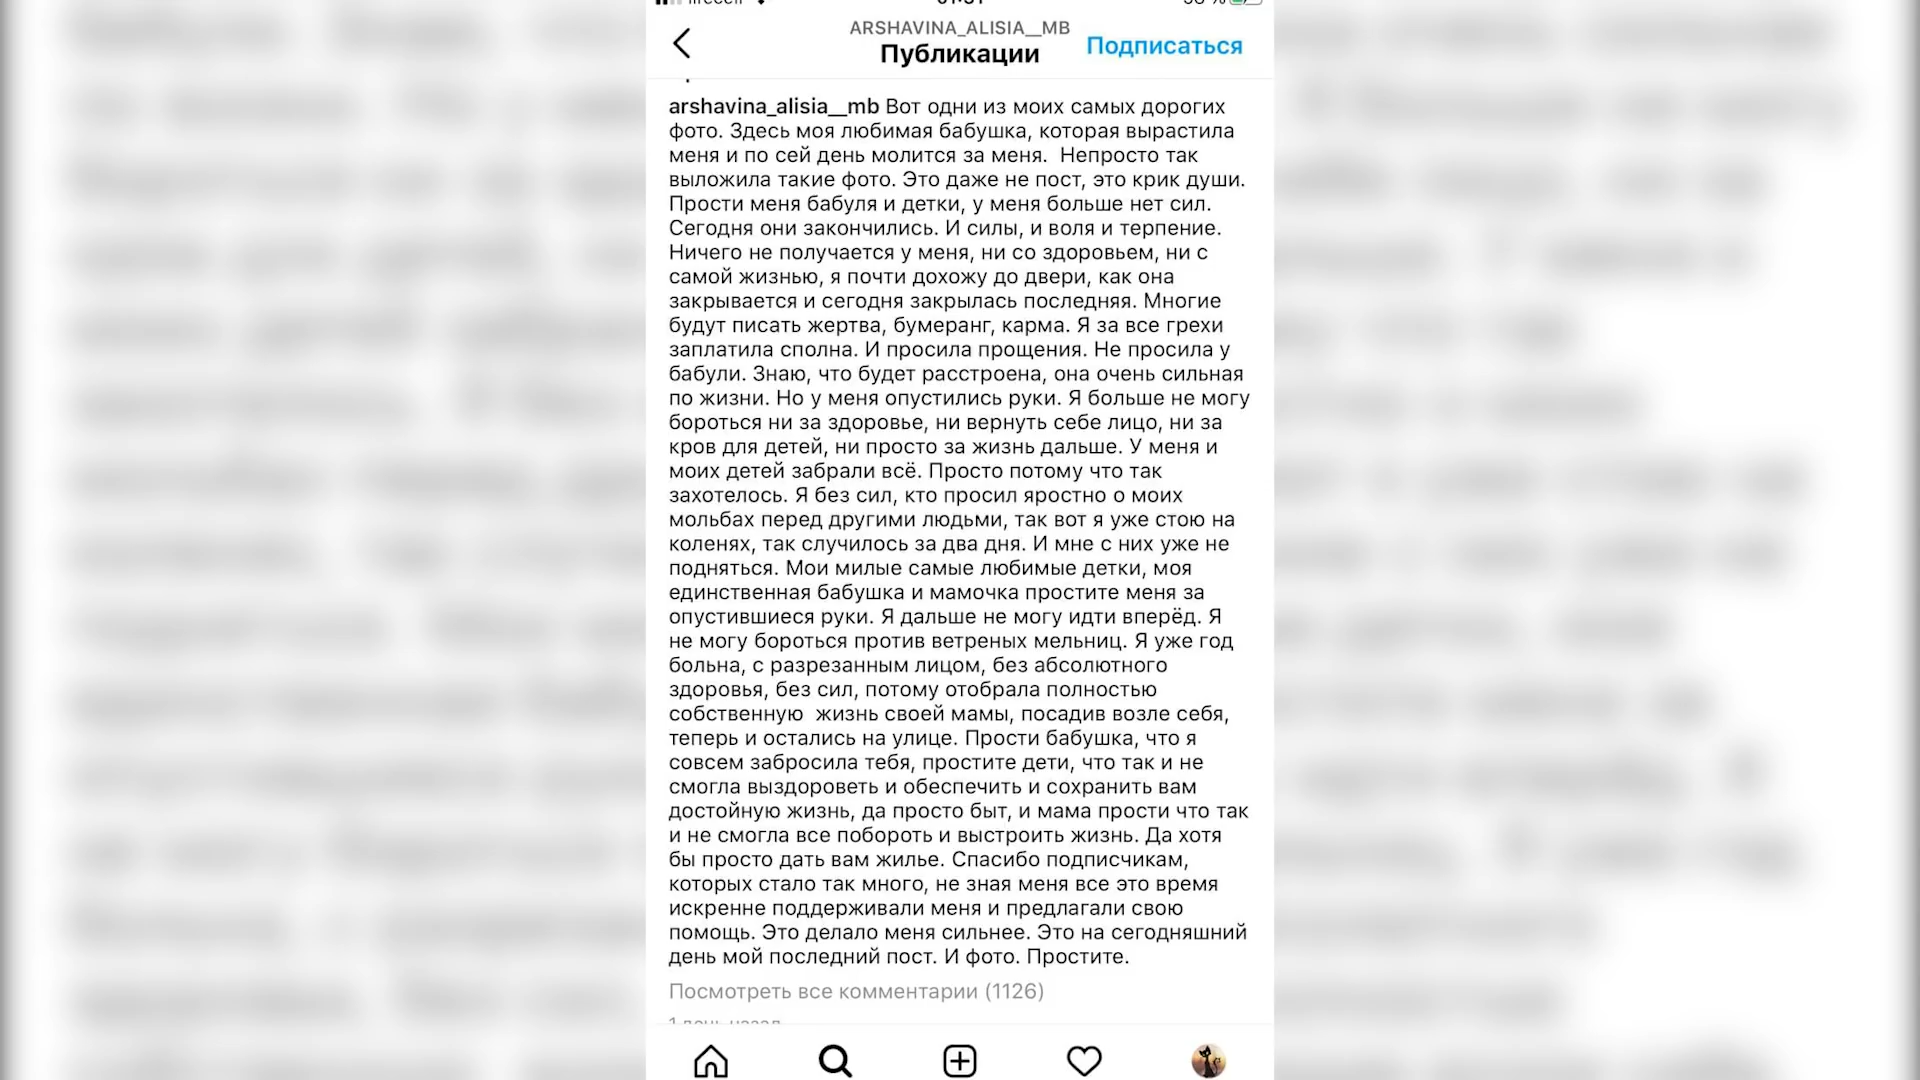 ARSHAVINA_ALISIA__MB
Публикации
Подписаться
arshavina_alisia__mb Вот одни из моих самых дорогих
фото. Здесь моя любимая бабушка, которая вырастила
меня и по сей день молится за меня.  Непросто так
выложила такие фото. Это даже не пост, это крик души.
Прости меня бабуля и детки, у меня больше нет сил.
Сегодня они закончились. И силы, и воля и терпение.
Ничего не получается у меня, ни со здоровьем, ни с
самой жизнью, я почти дохожу до двери, как она
закрывается и сегодня закрылась последняя. Многие
будут писать жертва, бумеранг, карма. Я за все грехи
заплатила сполна. И просила прощения. Не просила у
бабули. Знаю, что будет расстроена, она очень сильная
по жизни. Но у меня опустились руки. Я больше не могу
бороться ни за здоровье, ни вернуть себе лицо, ни за
кров для детей, ни просто за жизнь дальше. У меня и
моих детей забрали всё. Просто потому что так
захотелось. Я без сил, кто просил яростно о моих
мольбах перед другими людьми, так вот я уже стою на
коленях, так случилось за два дня. И мне с них уже не
подняться. Мои милые самые любимые детки, моя
единственная бабушка и мамочка простите меня за
опустившиеся руки. Я дальше не могу идти вперёд. Я
не могу бороться против ветреных мельниц. Я уже год
больна, с разрезанным лицом, без абсолютного
здоровья, без сил, потому отобрала полностью
собственную  жизнь своей мамы, посадив возле себя,
теперь и остались на улице. Прости бабушка, что я
совсем забросила тебя, простите дети, что так и не
смогла выздороветь и обеспечить и сохранить вам
достойную жизнь, да просто быт, и мама прости что так
и не смогла все побороть и выстроить жизнь. Да хотя
бы просто дать вам жилье. Спасибо подписчикам,
которых стало так много, не зная меня все это время
искренне поддерживали меня и предлагали свою
помощь. Это делало меня сильнее. Это на сегодняшний
день мой последний пост. И фото. Простите.
Посмотреть все комментарии (1126)
1 день назад